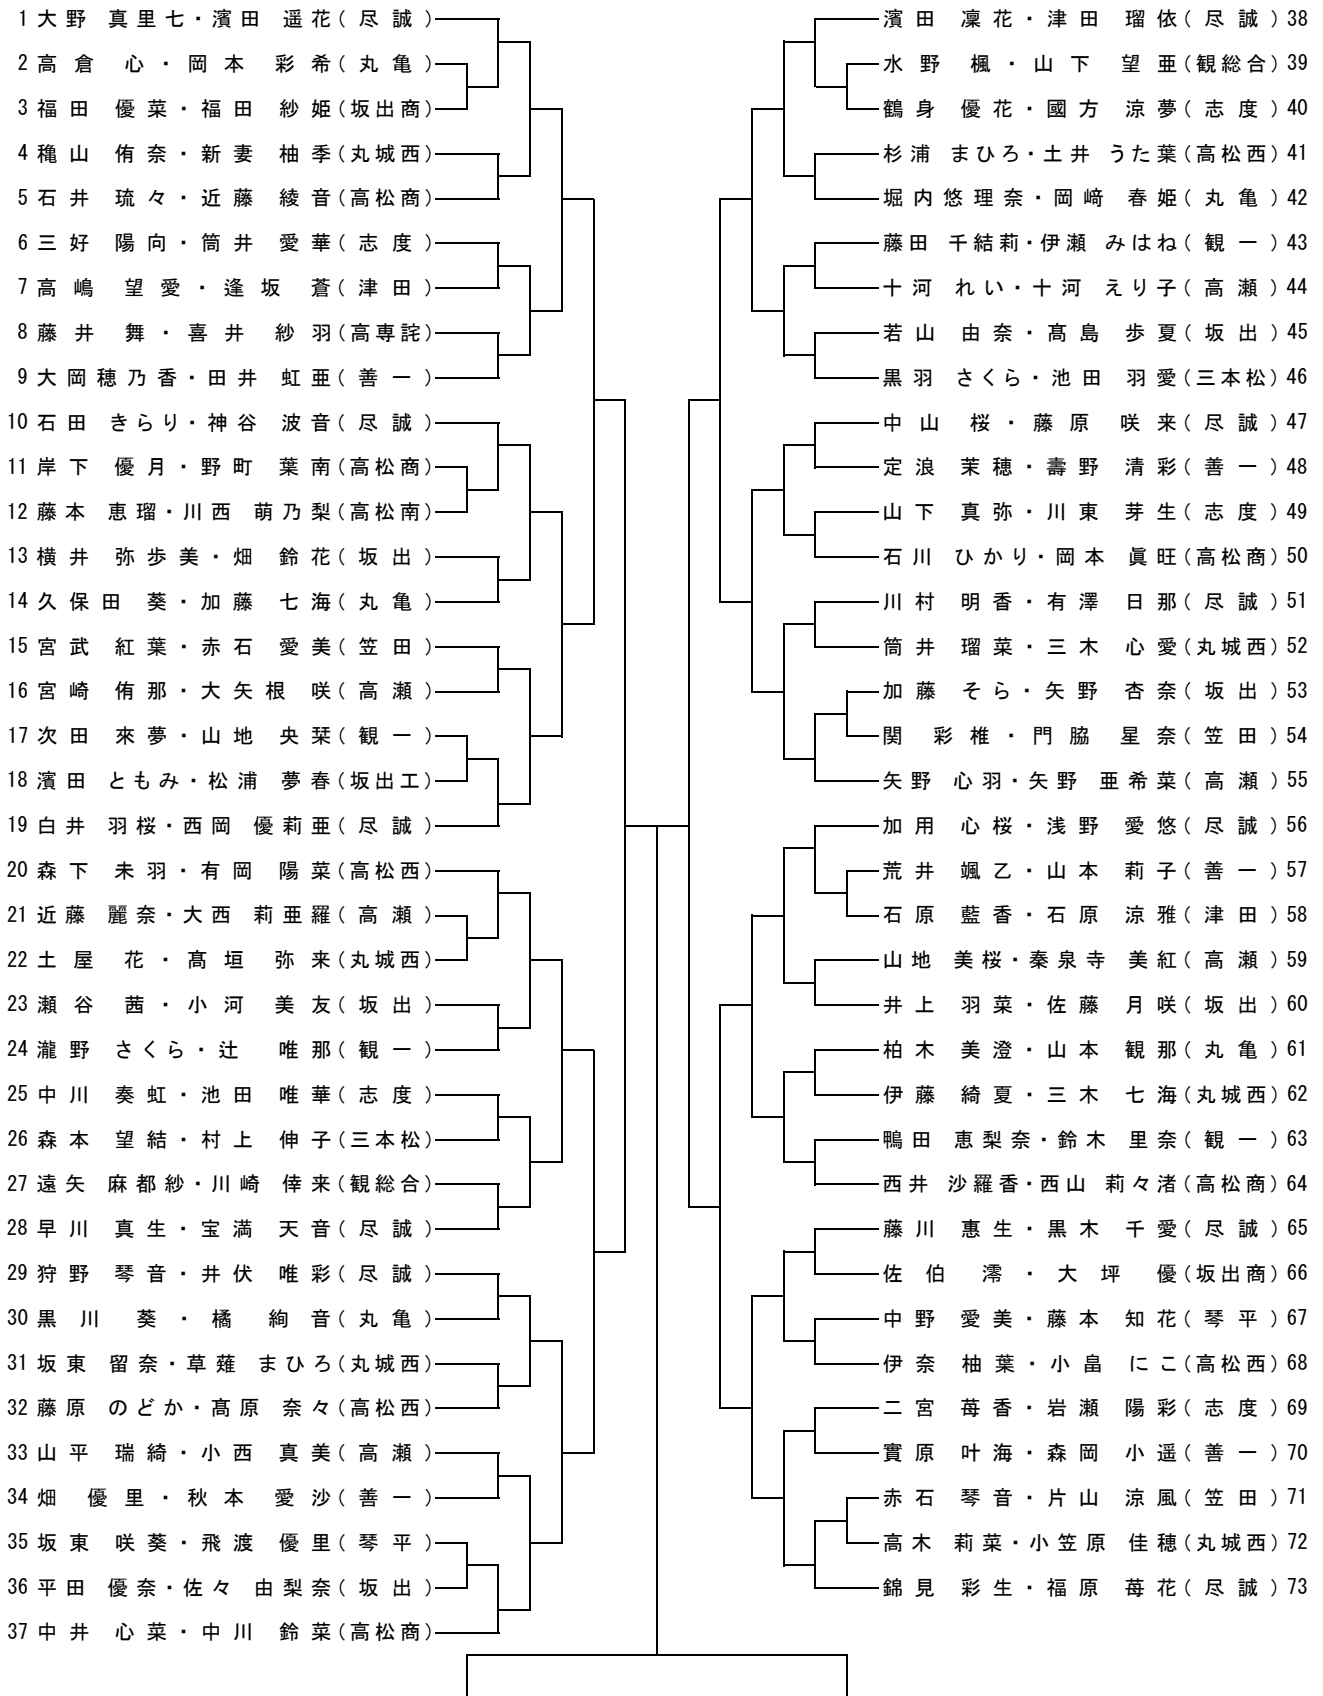 1 大野 真里七・濱田 遥花(尽誠)
2 高倉 心・岡本 彩希(丸亀)
3 福田 優菜・福田 紗姫(坂出商)
4 穐山 侑奈・新妻 柚季(丸城西)
5 石井 琉々・近藤 綾音(高松商)
6 三好 陽向・筒井 愛華(志度)
7 高嶋 望愛・逢坂 蒼(津田)
8 藤井 舞・喜井 紗羽(高専詫)
9 大岡穂乃香・田井 虹亜(善一)
10 石田 きらり・神谷 波音(尽誠)
11 岸下 優月・野町 葉南(高松商)
12 藤本 恵瑠・川西 萌乃梨(高松南)
13 横井 弥歩美・畑 鈴花(坂出)
14 久保田 葵・加藤 七海(丸亀)
15 宮武 紅葉・赤石 愛美(笠田)
16 宮崎 侑那・大矢根 咲(高瀬)
17 次田 來夢・山地 央栞(観一)
18 濱田 ともみ・松浦 夢春(坂出工)
19 白井 羽桜・西岡 優莉亜(尽誠)
20 森下 未羽・有岡 陽菜(高松西)
21 近藤 麗奈・大西 莉亜羅(高瀬)
22 土屋 花・髙垣 弥来(丸城西)
23 瀬谷 茜・小河 美友(坂出)
24 瀧野 さくら・辻 唯那(観一)
25 中川 奏虹・池田 唯華(志度)
26 森本 望結・村上 伸子(三本松)
27 遠矢 麻都紗・川崎 倖来(観総合)
28 早川 真生・宝満 天音(尽誠)
29 狩野 琴音・井伏 唯彩(尽誠)
30 黒川 葵・橘 絢音(丸亀)
31 坂東 留奈・草薙 まひろ(丸城西)
32 藤原 のどか・髙原 奈々(高松西)
33 山平 瑞綺・小西 真美(高瀬)
34 畑 優里・秋本 愛沙(善一)
35 坂東 咲葵・飛渡 優里(琴平)
36 平田 優奈・佐々 由梨奈(坂出)
37 中井 心菜・中川 鈴菜(高松商)
濱田 凜花・津田 瑠依(尽誠) 38
水野 楓・山下 望亜(観総合) 39
鶴身 優花・國方 涼夢(志度) 40
杉浦 まひろ・土井 うた葉(高松西) 41
堀内悠理奈・岡﨑 春姫(丸亀) 42
藤田 千結莉・伊瀬 みはね(観一) 43
十河 れい・十河 えり子(高瀬) 44
若山 由奈・髙島 歩夏(坂出) 45
黒羽 さくら・池田 羽愛(三本松) 46
中山 桜・藤原 咲来(尽誠) 47
定浪 茉穂・壽野 清彩(善一) 48
山下 真弥・川東 芽生(志度) 49
石川 ひかり・岡本 眞旺(高松商) 50
川村 明香・有澤 日那(尽誠) 51
筒井 瑠菜・三木 心愛(丸城西) 52
加藤 そら・矢野 杏奈(坂出) 53
関 彩椎・門脇 星奈(笠田) 54
矢野 心羽・矢野 亜希菜(高瀬) 55
加用 心桜・浅野 愛悠(尽誠) 56
荒井 颯乙・山本 莉子(善一) 57
石原 藍香・石原 涼雅(津田) 58
山地 美桜・秦泉寺 美紅(高瀬) 59
井上 羽菜・佐藤 月咲(坂出) 60
柏木 美澄・山本 観那(丸亀) 61
伊藤 綺夏・三木 七海(丸城西) 62
鴨田 恵梨奈・鈴木 里奈(観一) 63
西井 沙羅香・西山 莉々渚(高松商) 64
藤川 惠生・黒木 千愛(尽誠) 65
佐伯 澪・大坪 優(坂出商) 66
中野 愛美・藤本 知花(琴平) 67
伊奈 柚葉・小畠 にこ(高松西) 68
二宮 苺香・岩瀬 陽彩(志度) 69
實原 叶海・森岡 小遥(善一) 70
赤石 琴音・片山 涼風(笠田) 71
高木 莉菜・小笠原 佳穂(丸城西) 72
錦見 彩生・福原 苺花(尽誠) 73